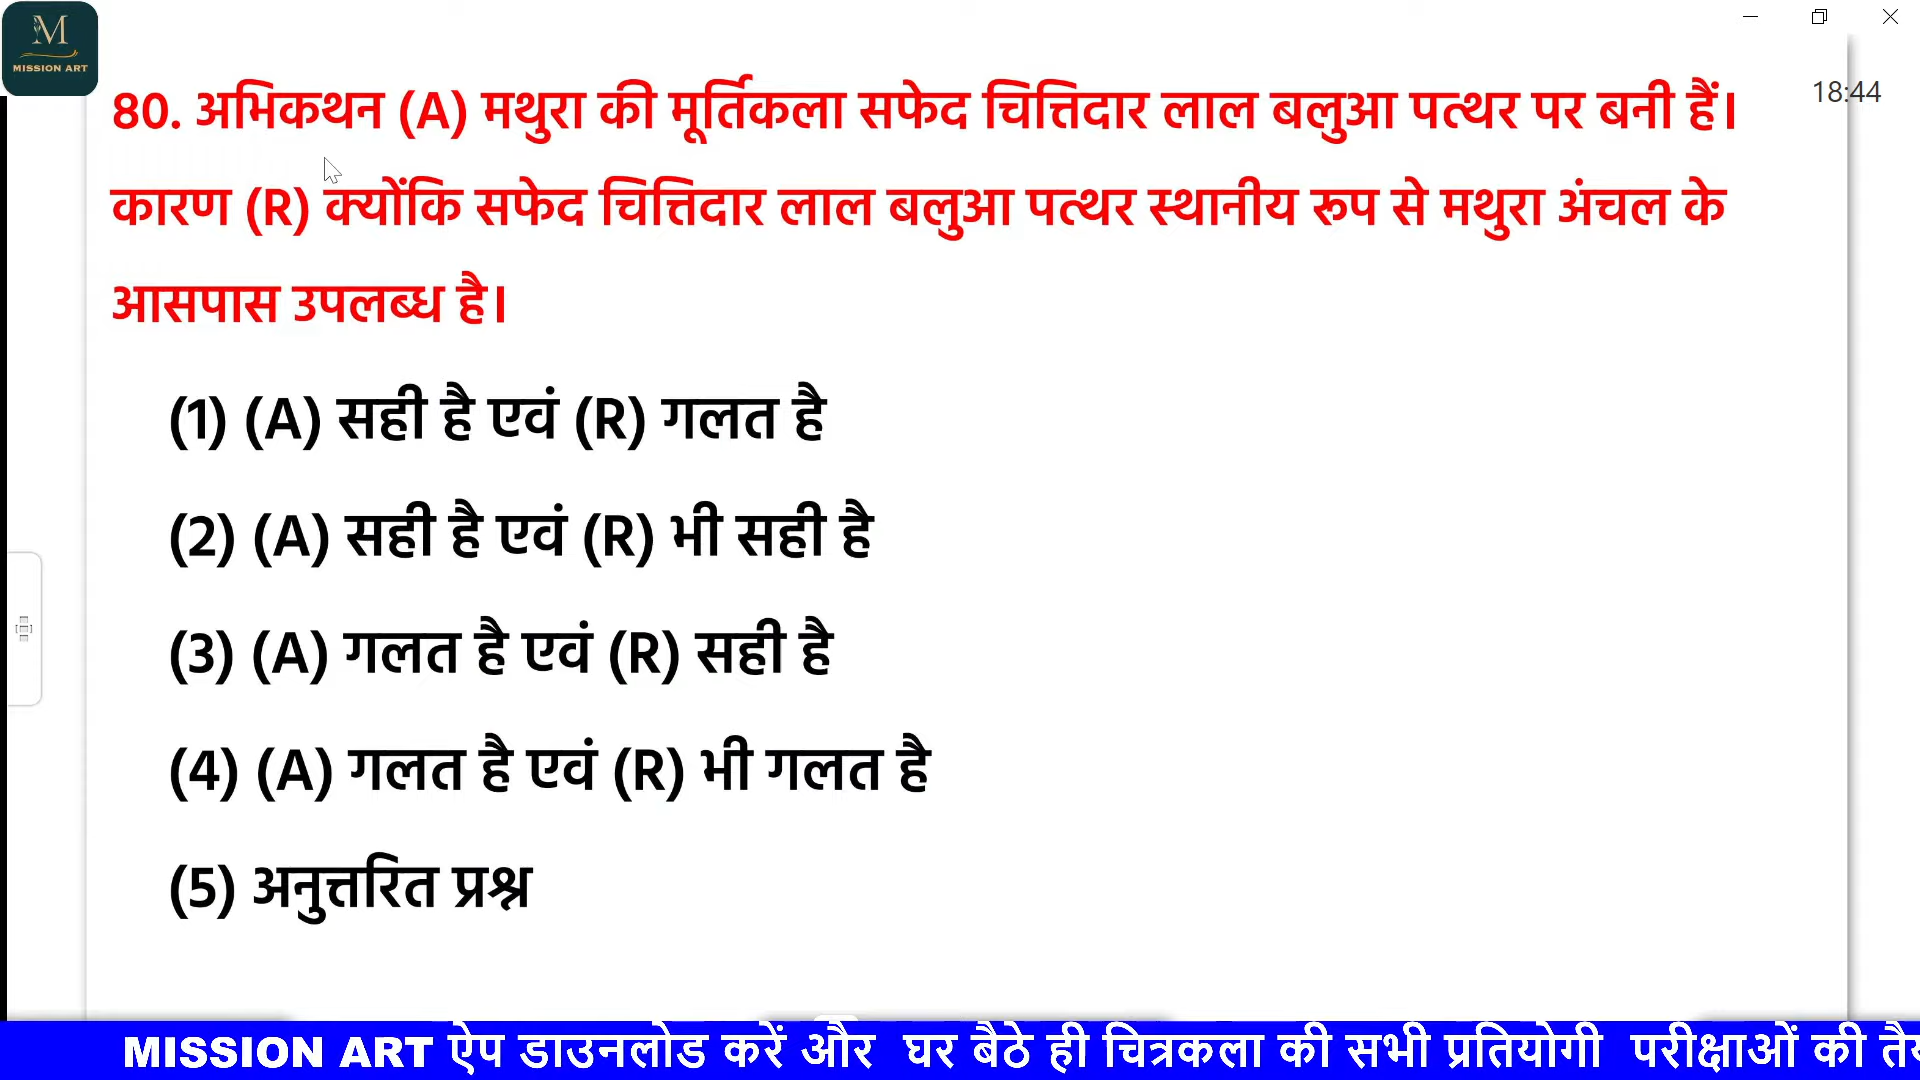 M
MISSION ART
18:44
80. अभिकथन (A) मथुरा की मूर्तिकला सफेद चित्तिदार लाल बलुआ पत्थर पर बनी हैं।
कारण (R) क्योंकि सफेद चित्तिदार लाल बलुआ पत्थर स्थानीय रूप से मथुरा अंचल के
आसपास उपलब्ध है।
(1) (A) सही है एवं (R) गलत है
(2) (A) सही है एवं (R) भी सही है
(3) (A) गलत है एवं (R) सही है
(4) (A) गलत है एवं (R) भी गलत है
(5) अनुत्तरित प्रश्न
MISSION ART ऐप डाउनलोड करें और घर बैठे ही चित्रकला की सभी प्रतियोगी परीक्षाओं की